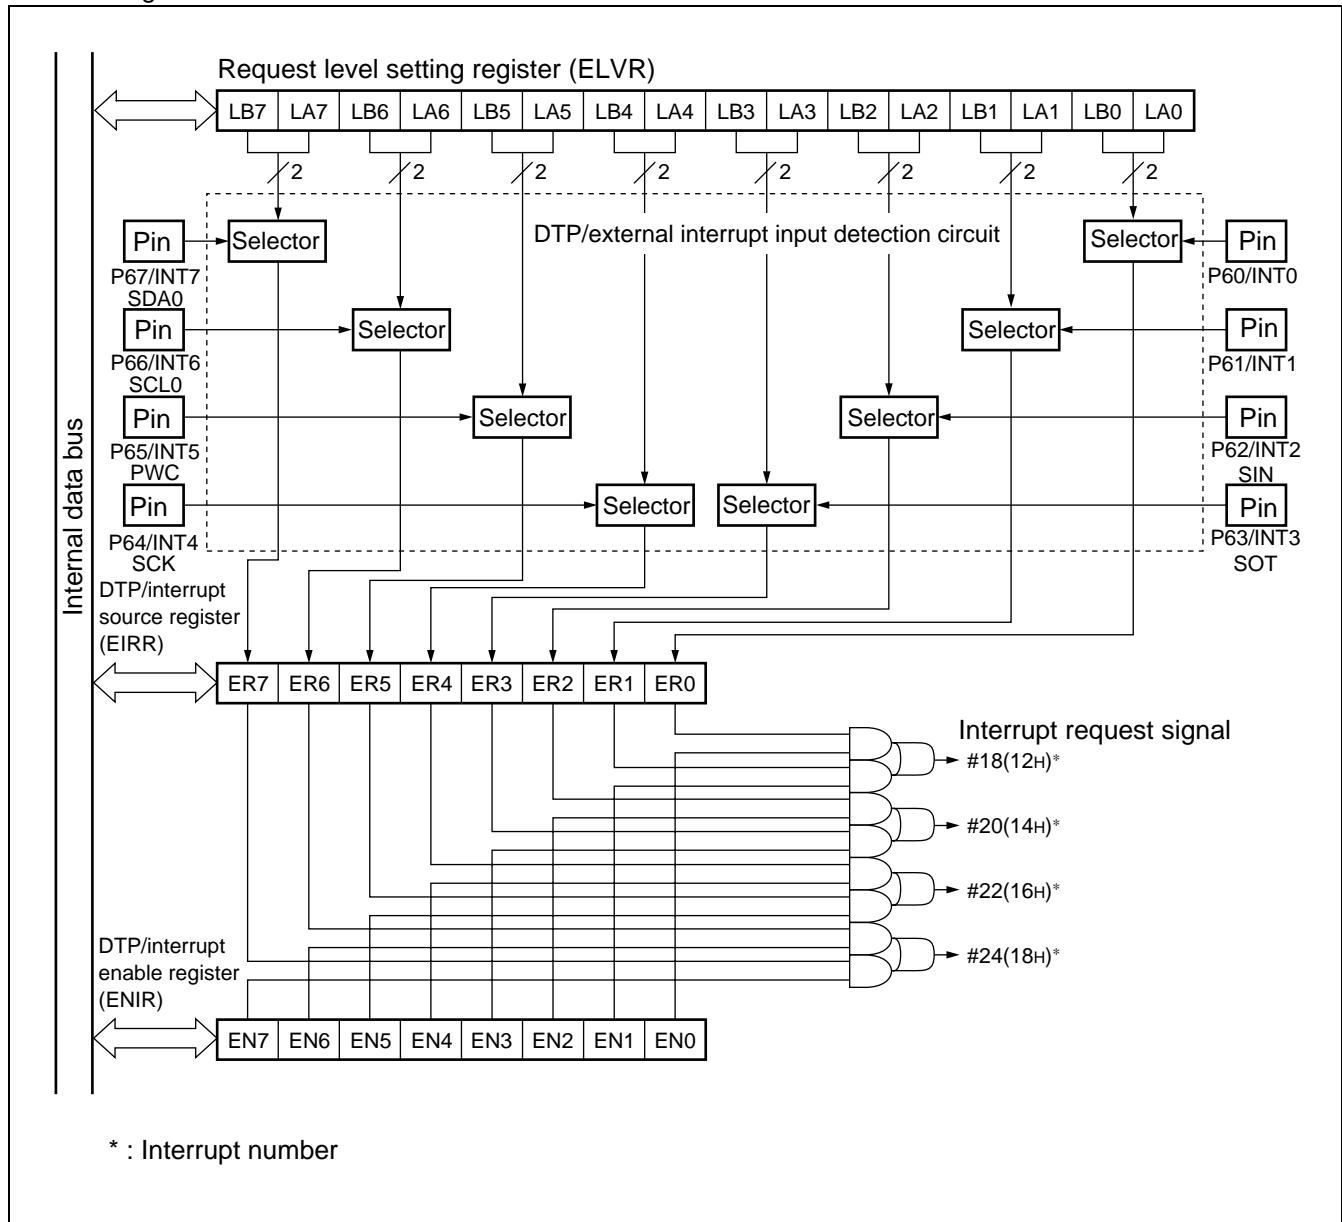 Request level setting register (ELVR)
LB7 LA7 LB6 LA6 LB5 LA5 LB4 LA4 LB3 LA3 LB2 LA2 LB1 LA1 LB0 LA0
2 2 2 2 2 2 2 2
DTP/external interrupt input detection circuit
Pin Selector Selector Pin
P67/INT7 P60/INT0
SDA0
Pin Selector Selector Pin
P66/INT6 P61/INT1
SCL0
Pin Selector Selector Pin
P65/INT5 P62/INT2
PWC SIN
Pin Selector Selector Pin
P64/INT4 P63/INT3
SCK SOT
Internal data bus
DTP/interrupt
source register
(EIRR)
ER7 ER6 ER5 ER4 ER3 ER2 ER1 ER0
Interrupt request signal
#18(12H)*
#20(14H)*
#22(16H)*
#24(18H)*
DTP/interrupt
enable register
(ENIR)
EN7 EN6 EN5 EN4 EN3 EN2 EN1 EN0
* : Interrupt number